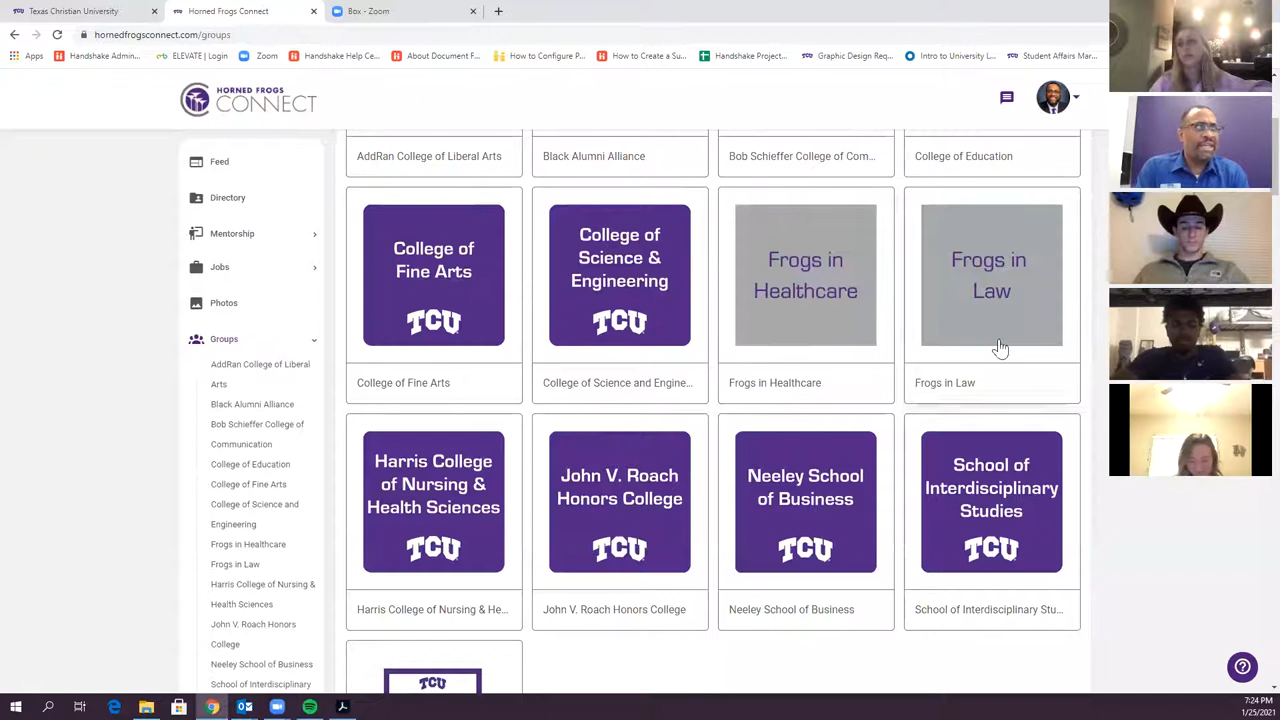 Texas Christian University
Horned Frogs Connect
Box - Zoom
hornedfrogsconnect.com/groups
Apps
Handshake Admin...
ELEVATE | Login
Zoom
Handshake Help Ce...
About Document F...
How to Configure P...
How to Create a Su...
Handshake Project...
Graphic Design Req...
Intro to University L...
Student Affairs Mar...
HORNED FROGS
CONNECT
Feed
Directory
Mentorship
Jobs
Photos
Groups
AddRan College of Liberal
Arts
Black Alumni Alliance
Bob Schieffer College of
Communication
College of Education
College of Fine Arts
College of Science and
Engineering
Frogs in Healthcare
Frogs in Law
Harris College of Nursing &
Health Sciences
John V. Roach Honors
College
Neeley School of Business
School of Interdisciplinary
AddRan College of Liberal Arts
Black Alumni Alliance
Bob Schieffer College of Com...
College of Education
College of
Fine Arts
TCU
College of Fine Arts
College of
Science &
Engineering
TCU
College of Science and Engine...
Frogs in
Healthcare
Frogs in Healthcare
Frogs in
Law
Frogs in Law
Harris College
of Nursing &
Health Sciences
TCU
Harris College of Nursing & He...
John V. Roach
Honors College
TCU
John V. Roach Honors College
Neeley School
of Business
TCU
Neeley School of Business
School of
Interdisciplinary
Studies
TCU
School of Interdisciplinary Stu...
TCU
7:24 PM
1/25/2021